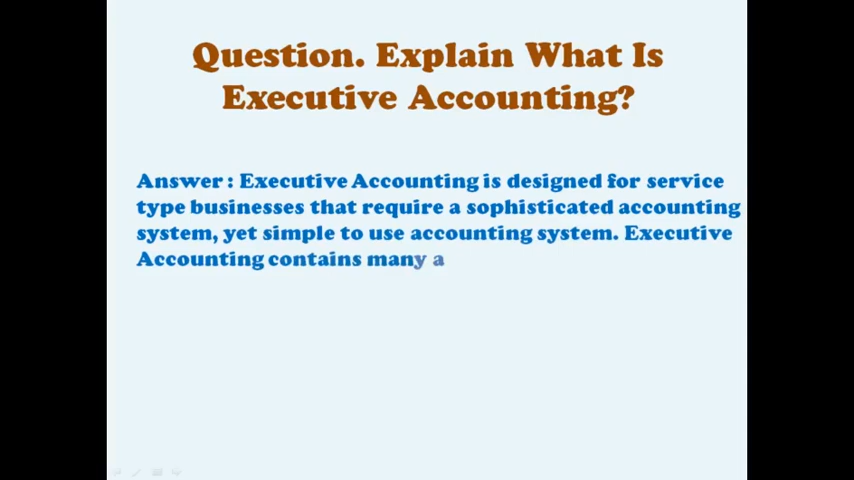 Question. Explain What Is
Executive Accounting?
Answer : Executive Accounting is designed for service
type businesses that require a sophisticated accounting
system, yet simple to use accounting system. Executive
Accounting contains many a